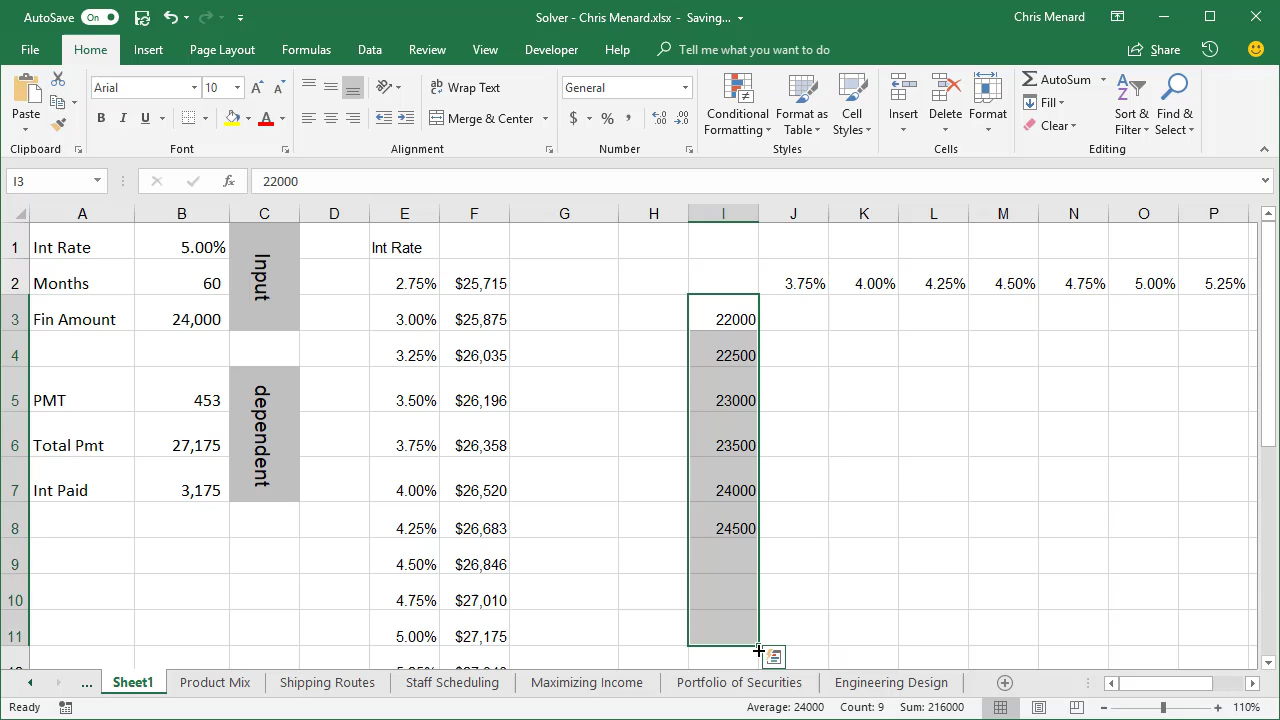 AutoSave On Solver - Chris Menard.xlsx - Saving... Chris Menard
File Home Insert Page Layout Formulas Data Review View Developer Help Tell me what you want to do Share
Paste Arial 10 A A ab Wrap Text General Conditional Formatting Format as Table Cell Styles Insert Delete Format AutoSum Sort & Filter Find & Select
B I U A Merge & Center $ % , Fill
Clear
Clipboard Font Alignment Number Styles Cells Editing
I3 fx 22000
A B C D E F G H I J K L M N O P
1 Int Rate 5.00% Input Int Rate
2 Months 60 2.75% $25,715 3.75% 4.00% 4.25% 4.50% 4.75% 5.00% 5.25%
3 Fin Amount 24,000 3.00% $25,875 22000
4 3.25% $26,035 22500
5 PMT 453 dependent 3.50% $26,196 23000
6 Total Pmt 27,175 3.75% $26,358 23500
7 Int Paid 3,175 4.00% $26,520 24000
8 4.25% $26,683 24500
9 4.50% $26,846
10 4.75% $27,010
11 5.00% $27,175
... Sheet1 Product Mix Shipping Routes Staff Scheduling Maximizing Income Portfolio of Securities Engineering Design
Ready Average: 24000 Count: 9 Sum: 216000 110%